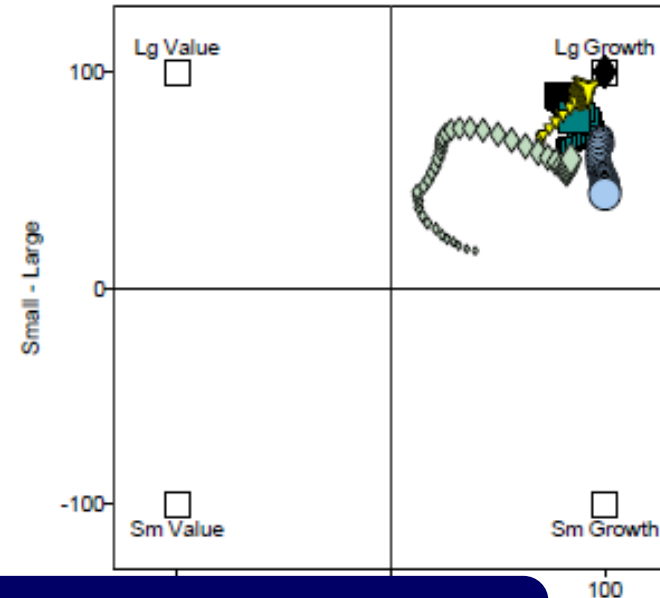 Lg Value
Lg Growth
100
Small - Large
0
-100
Sm Value
Sm Growth
100